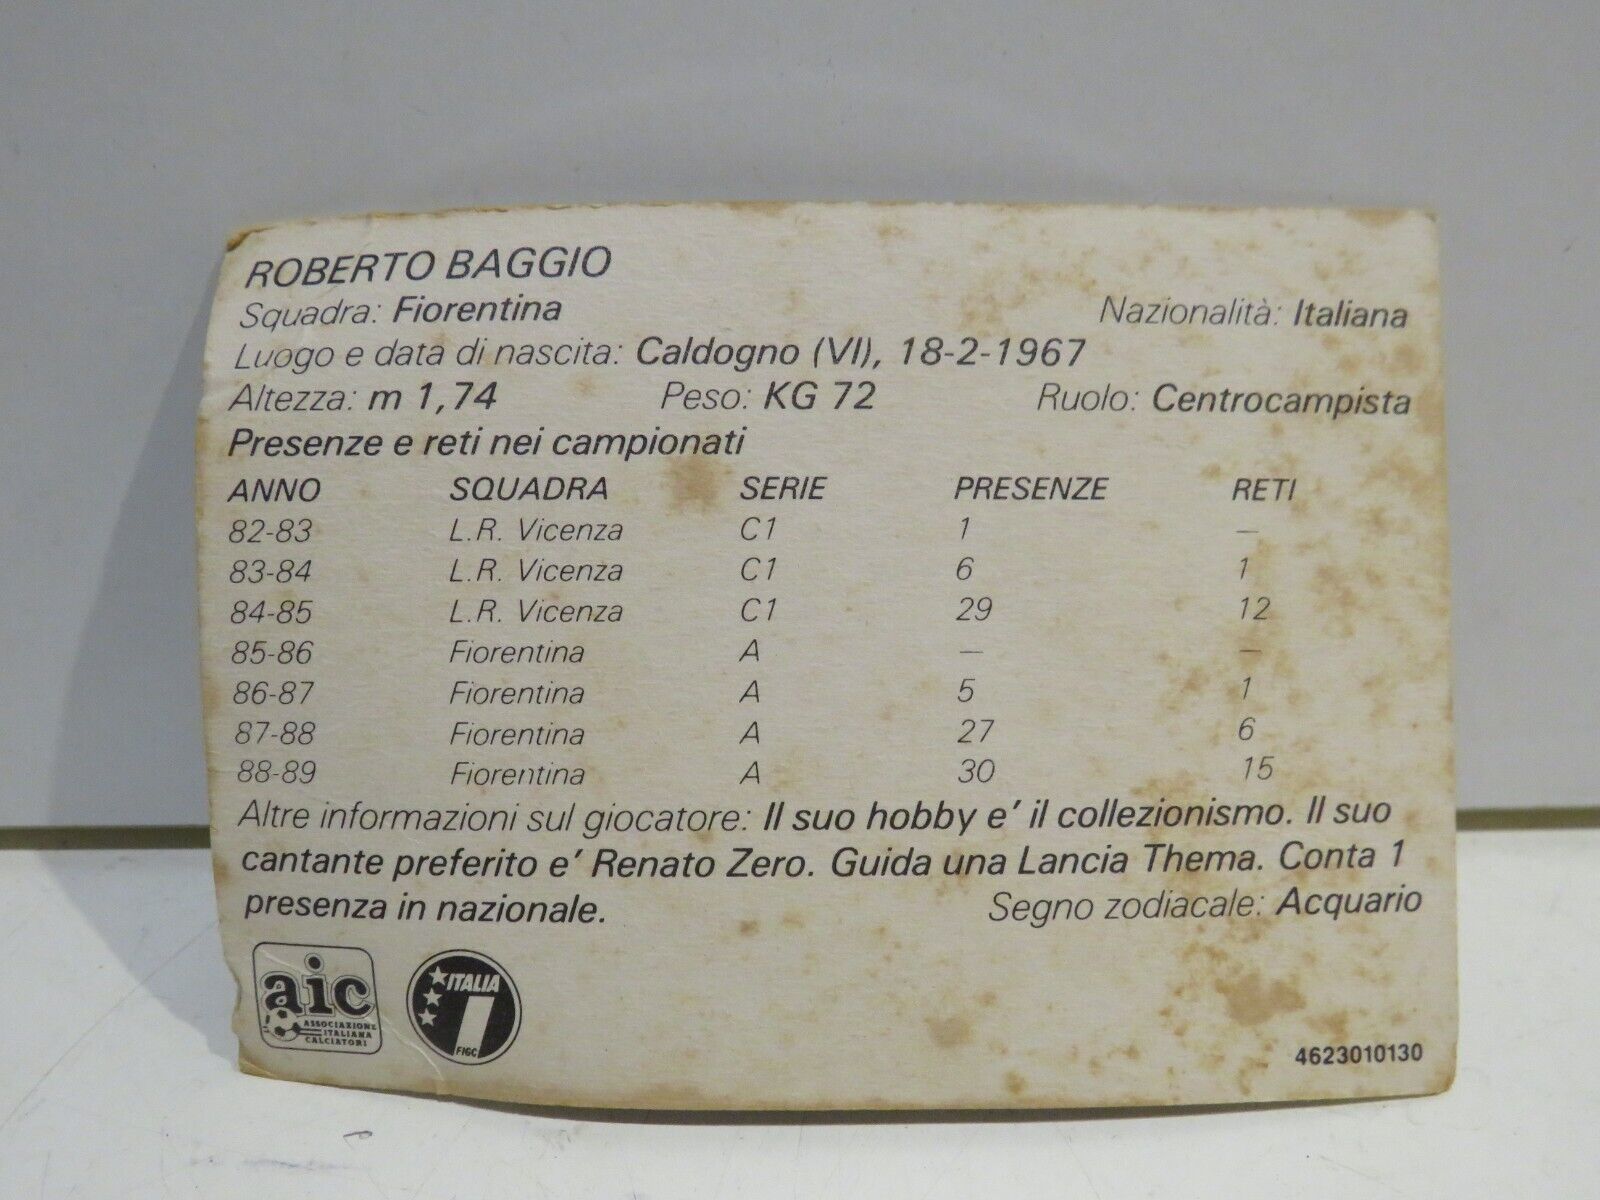 ROBERTO BAGGIO
Squadra: Fiorentina Nazionalità: Italiana
Luogo e data di nascita: Caldogno (VI), 18-2-1967
Altezza: m 1,74 Peso: KG 72 Ruolo: Centrocampista
Presenze e reti nei campionati
ANNO SQUADRA SERIE PRESENZE RETI
82-83 L.R. Vicenza C1 1 —
83-84 L.R. Vicenza C1 6 1
84-85 L.R. Vicenza C1 29 12
85-86 Fiorentina A — —
86-87 Fiorentina A 5 1
87-88 Fiorentina A 27 6
88-89 Fiorentina A 30 15
Altre informazioni sul giocatore: Il suo hobby e' il collezionismo. Il suo
cantante preferito e' Renato Zero. Guida una Lancia Thema. Conta 1
presenza in nazionale. Segno zodiacale: Acquario
aic
ASSOCIAZIONE
ITALIANA
CALCIATORI
ITALIA
FIGC
4623010130